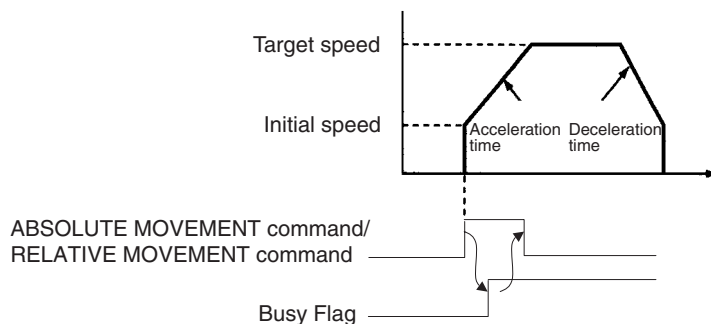 Target speed
Initial speed
Acceleration
time
Deceleration
time
ABSOLUTE MOVEMENT command/
RELATIVE MOVEMENT command
Busy Flag